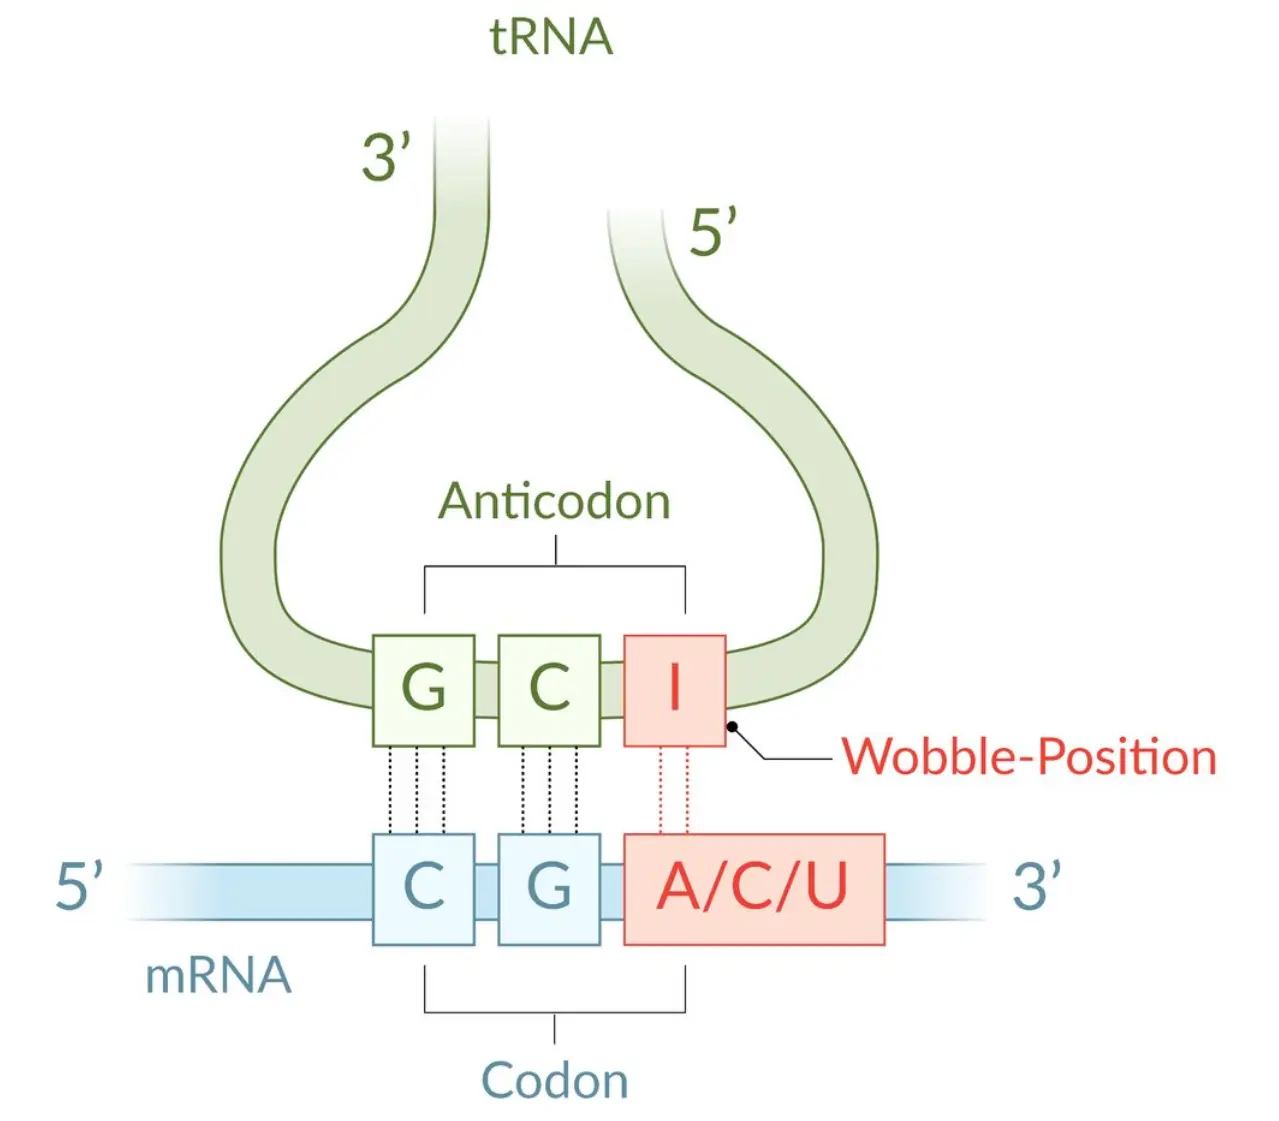 tRNA
3’
5’
Anticodon
G C I
Wobble-Position
5’ C G A/C/U 3’
mRNA
Codon